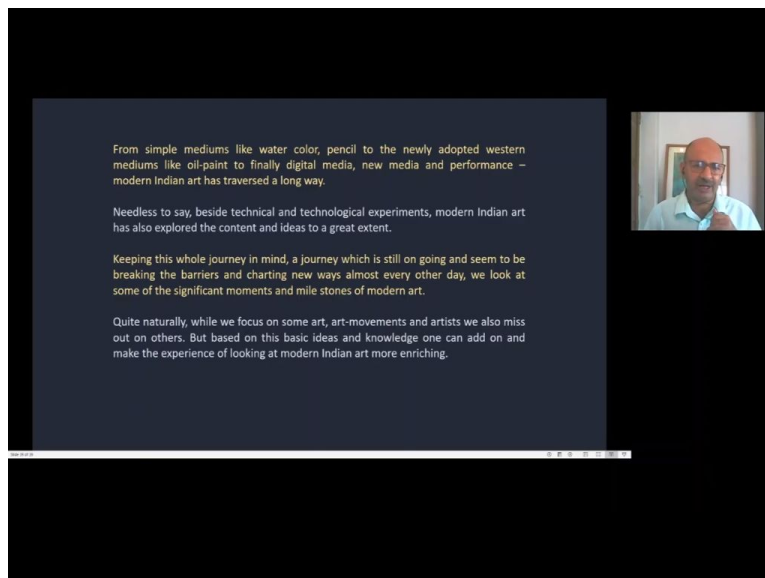 From simple mediums like water color, pencil to the newly adopted western
mediums like oil-paint to finally digital media, new media and performance –
modern Indian art has traversed a long way.
Needless to say, beside technical and technological experiments, modern Indian art
has also explored the content and ideas to a great extent.
Keeping this whole journey in mind, a journey which is still on going and seem to be
breaking the barriers and charting new ways almost every other day, we look at
some of the significant moments and mile stones of modern art.
Quite naturally, while we focus on some art, art-movements and artists we also miss
out on others. But based on this basic ideas and knowledge one can add on and
make the experience of looking at modern Indian art more enriching.